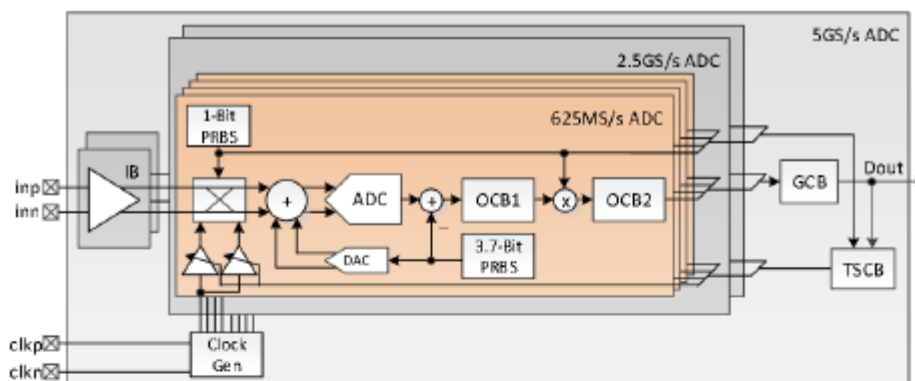 5GS/s ADC
2.5GS/s ADC
625MS/s ADC
1-Bit
PRBS
IB
inp
inn
+
ADC
+
OCB1
x
OCB2
GCB
Dout
−
DAC
3.7-Bit
PRBS
TSCB
clkp
clkn
Clock
Gen